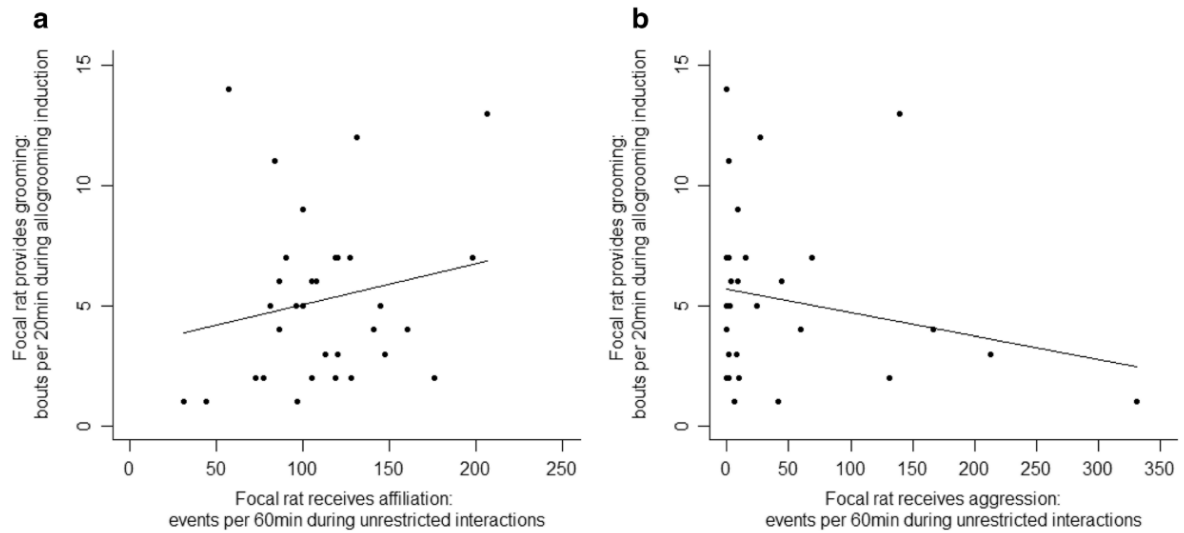 a
Focal rat provides grooming:
bouts per 20min during allogrooming induction
15
10
5
0
0 50 100 150 200 250
Focal rat receives affiliation:
events per 60min during unrestricted interactions
b
Focal rat provides grooming:
bouts per 20min during allogrooming induction
15
10
5
0
0 50 100 150 200 250 300 350
Focal rat receives aggression:
events per 60min during unrestricted interactions